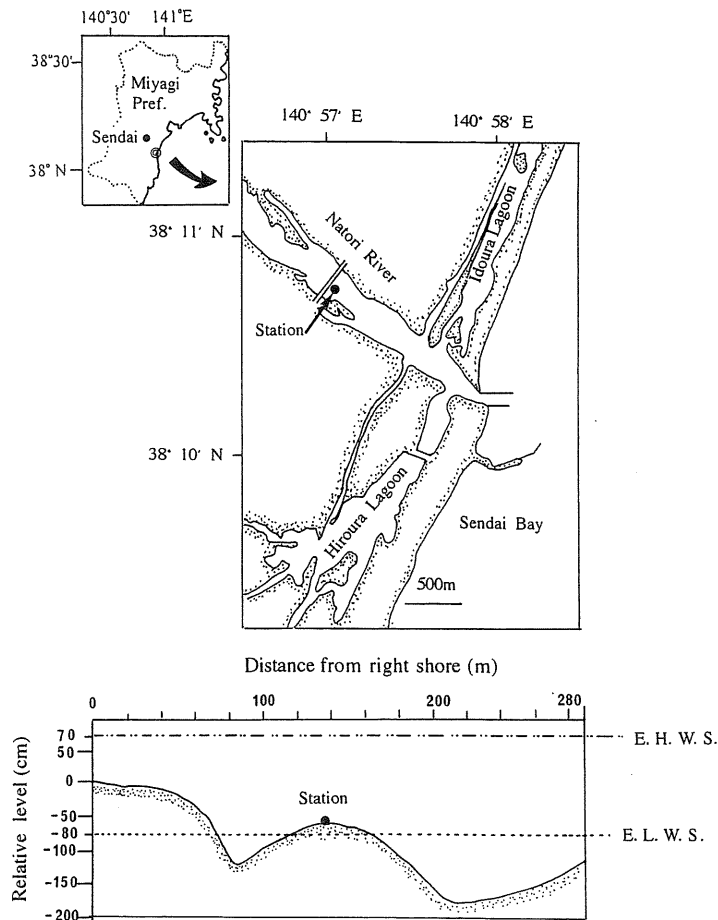 140°30' 141°E
38°30'
Miyagi
Pref.
Sendai
38° N
140° 57' E
140° 58' E
38° 11' N
Natori River
Idoura Lagoon
Station
38° 10' N
Hiroura Lagoon
Sendai Bay
500m
Distance from right shore (m)
0 100 200 280
Relative level (cm)
70
50
0
-50
-80
-100
-150
-200
E. H. W. S.
Station
E. L. W. S.